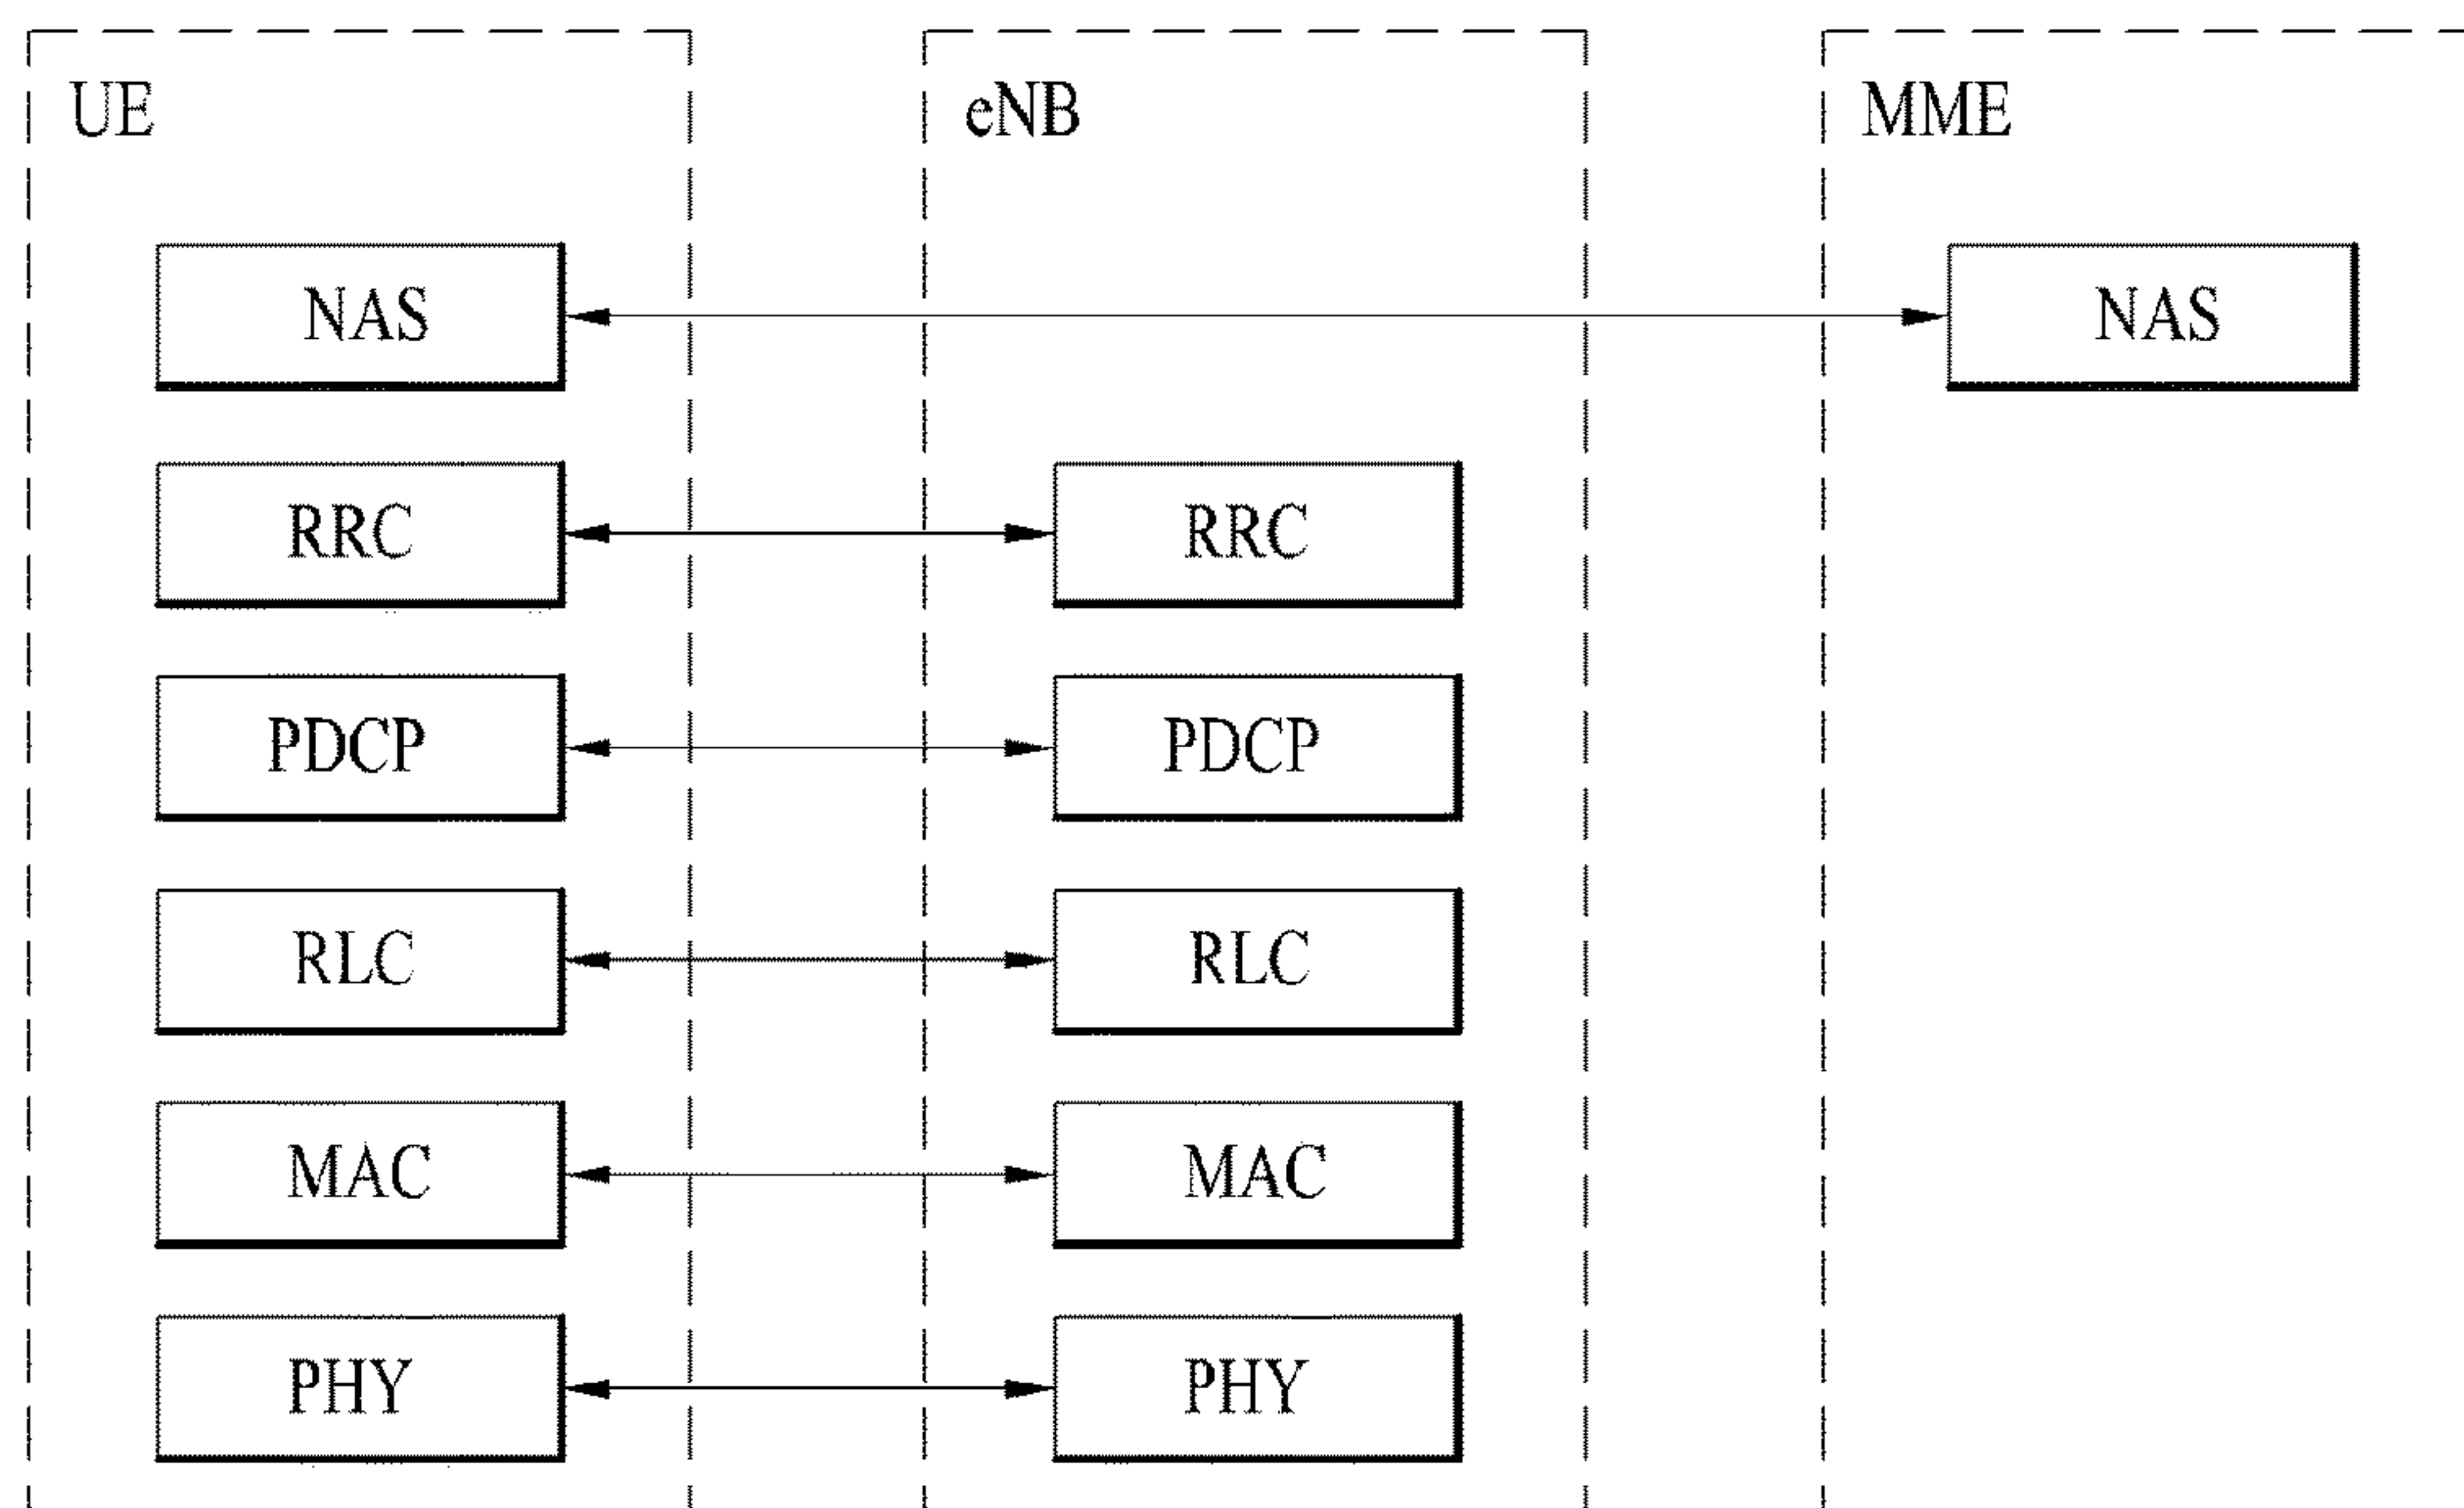 UE eNB MME
NAS NAS
RRC RRC
PDCP PDCP
RLC RLC
MAC MAC
PHY PHY